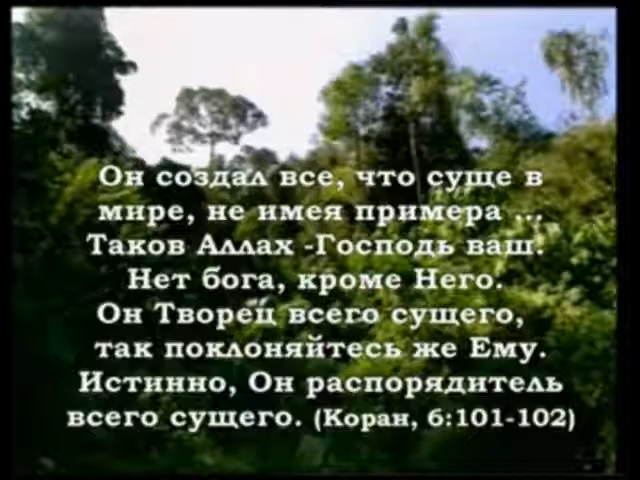 Он создал все, что суще в
мире, не имея примера ...
Таков Аллах -Господь ваш.
Нет бога, кроме Него.
Он Творец всего сущего,
так поклоняйтесь же Ему.
Истинно, Он распорядитель
всего сущего. (Коран, 6:101-102)